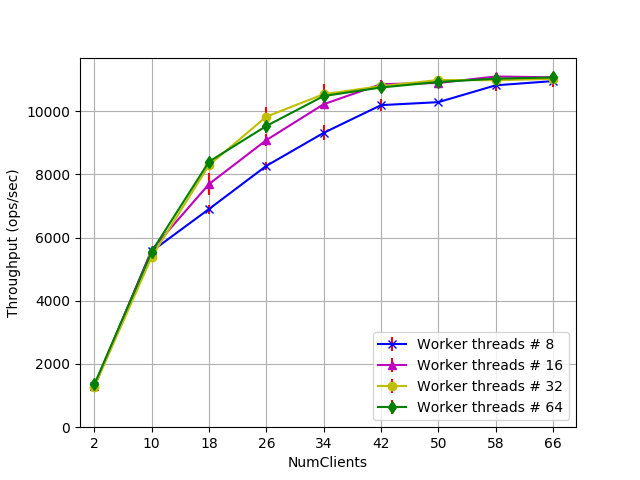 Throughput (ops/sec)
10000
8000
6000
4000
2000
0
Worker threads # 8
Worker threads # 16
Worker threads # 32
Worker threads # 64
2 10 18 26 34 42 50 58 66
NumClients